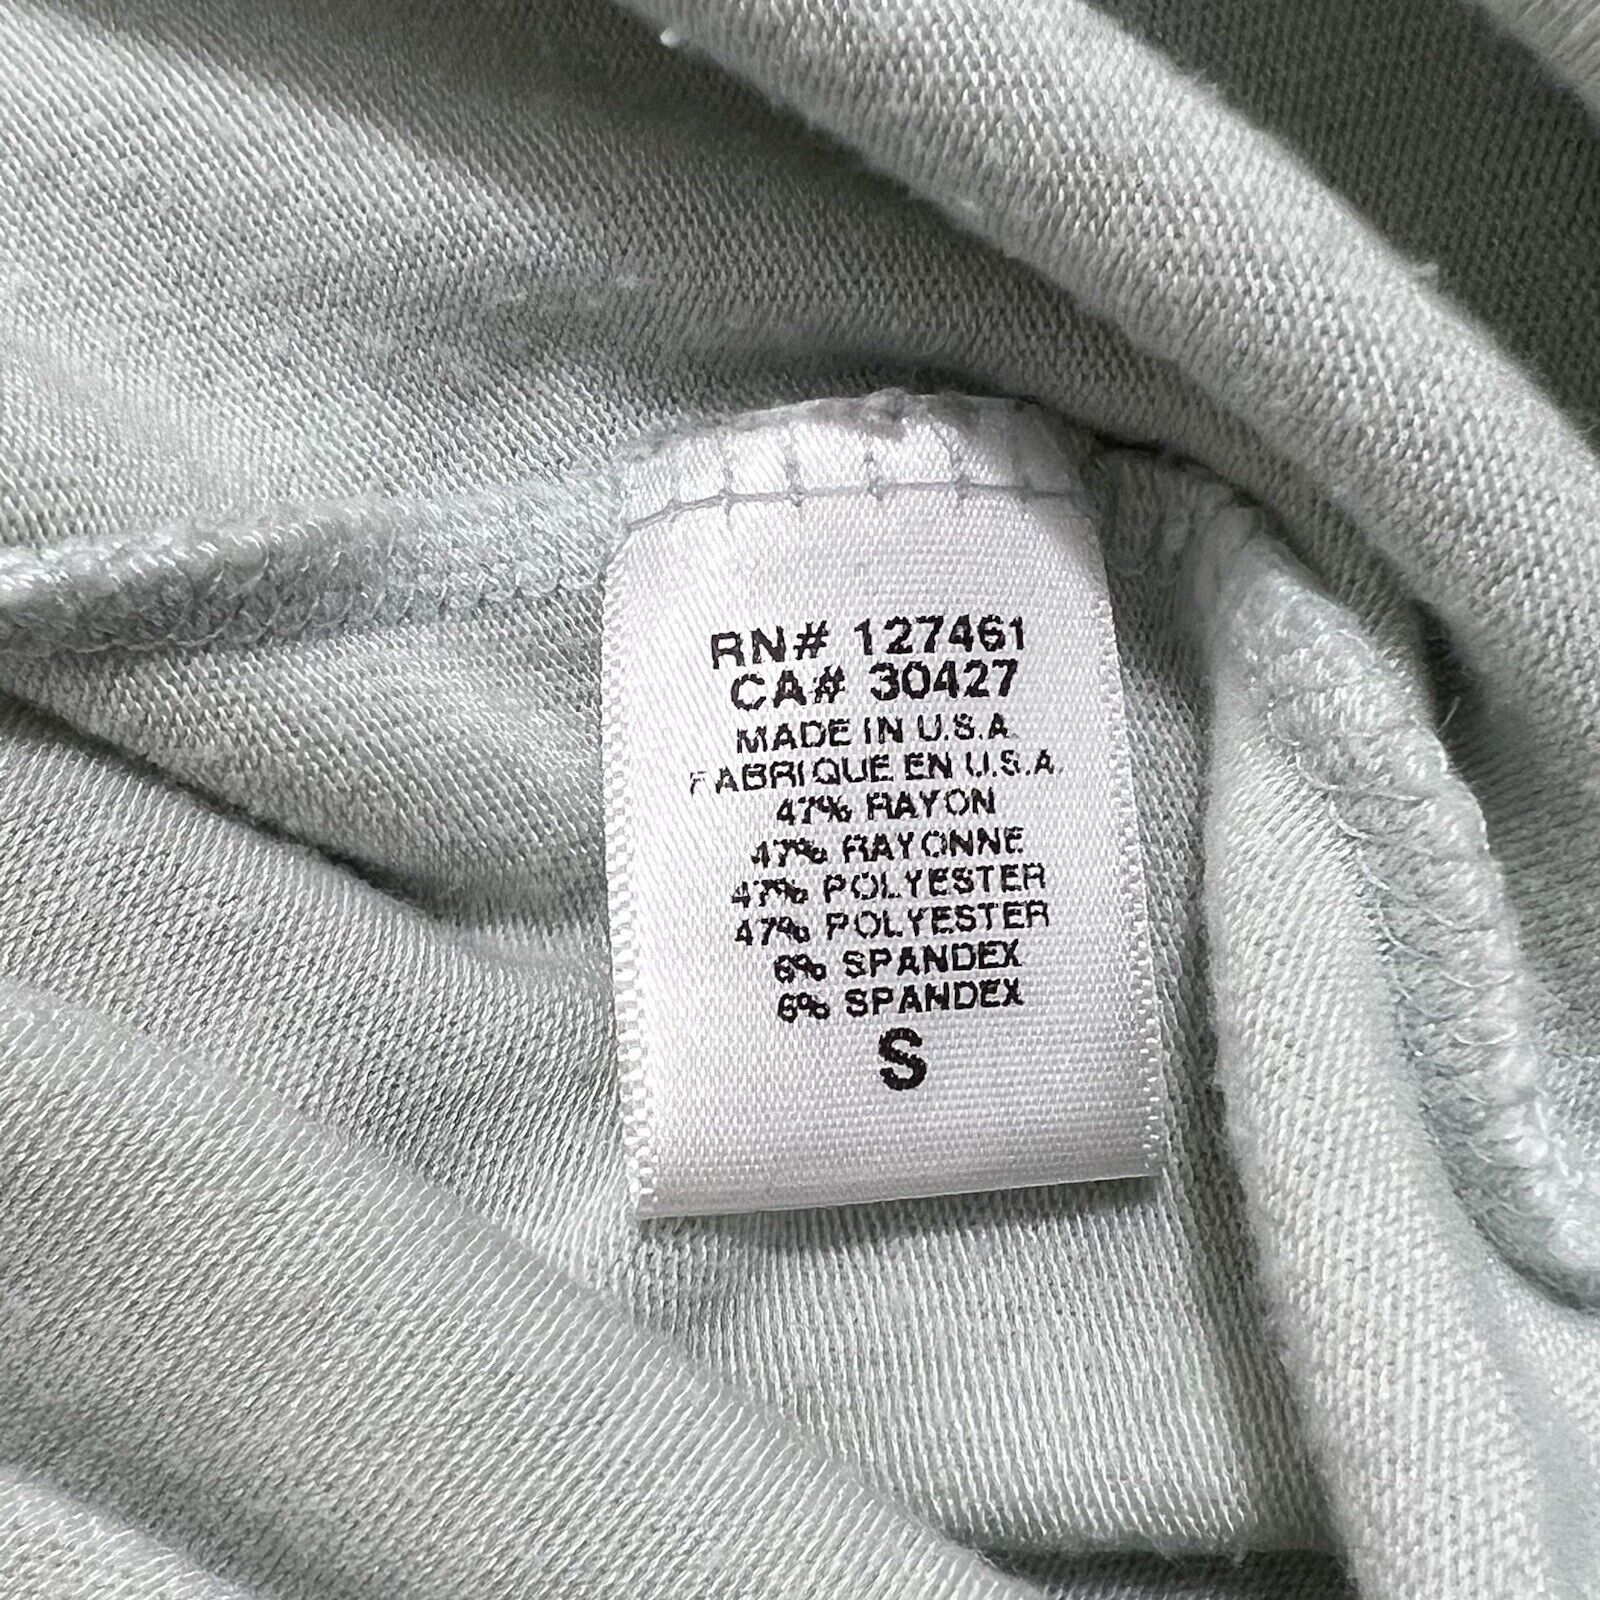 RN# 127461
CA# 30427
MADE IN U.S.A.
FABRIQUE EN U.S.A.
47% RAYON
47% RAYONNE
47% POLYESTER
47% POLYESTER
6% SPANDEX
6% SPANDEX
S